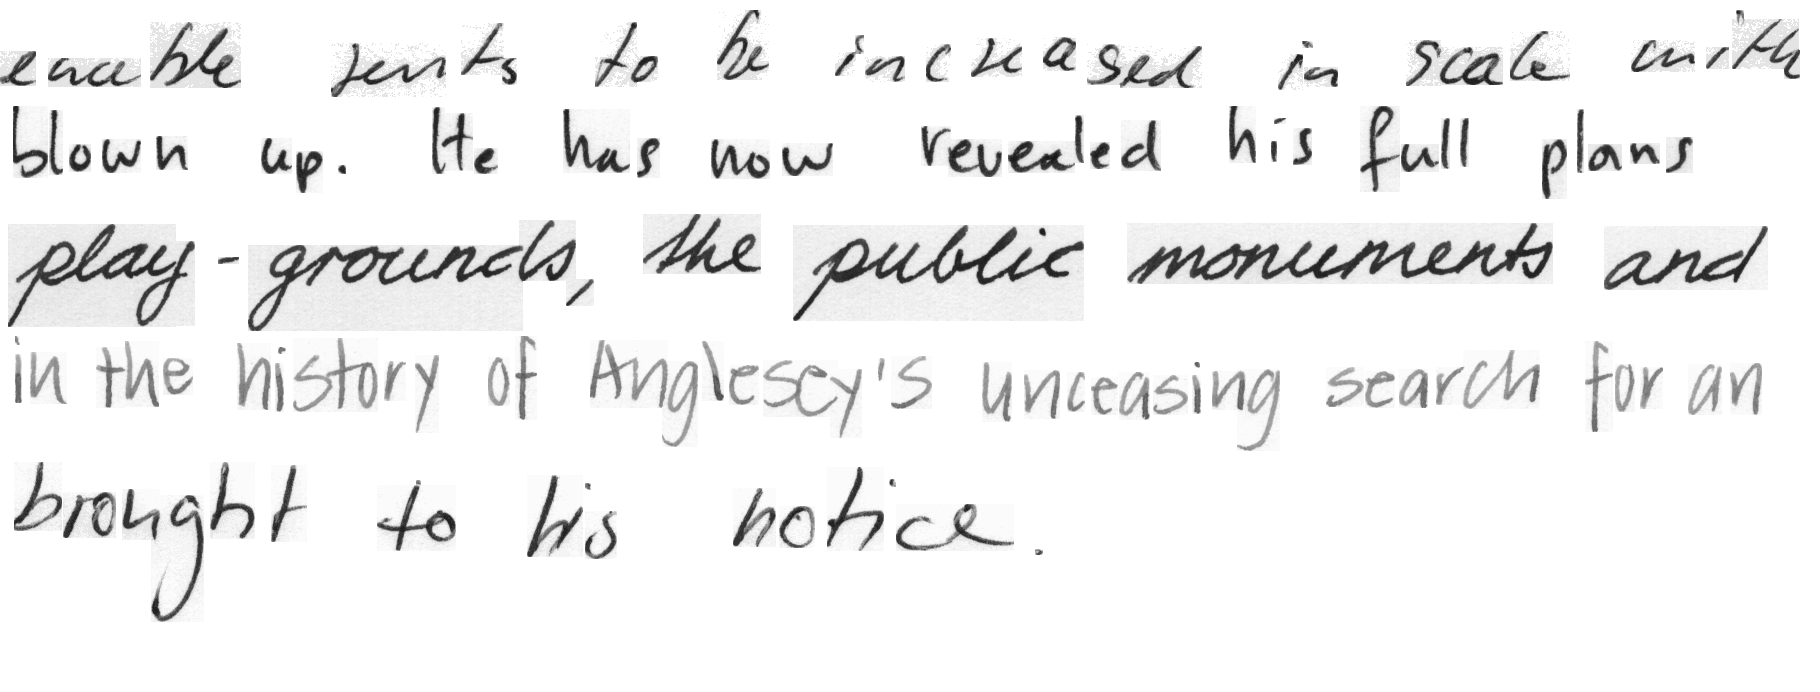 enable rents to be increased in scale with
blown up. He has now revealed his full plans
play-grounds, the public monuments and
in the history of Anglesey's unceasing search for an
brought to his notice.